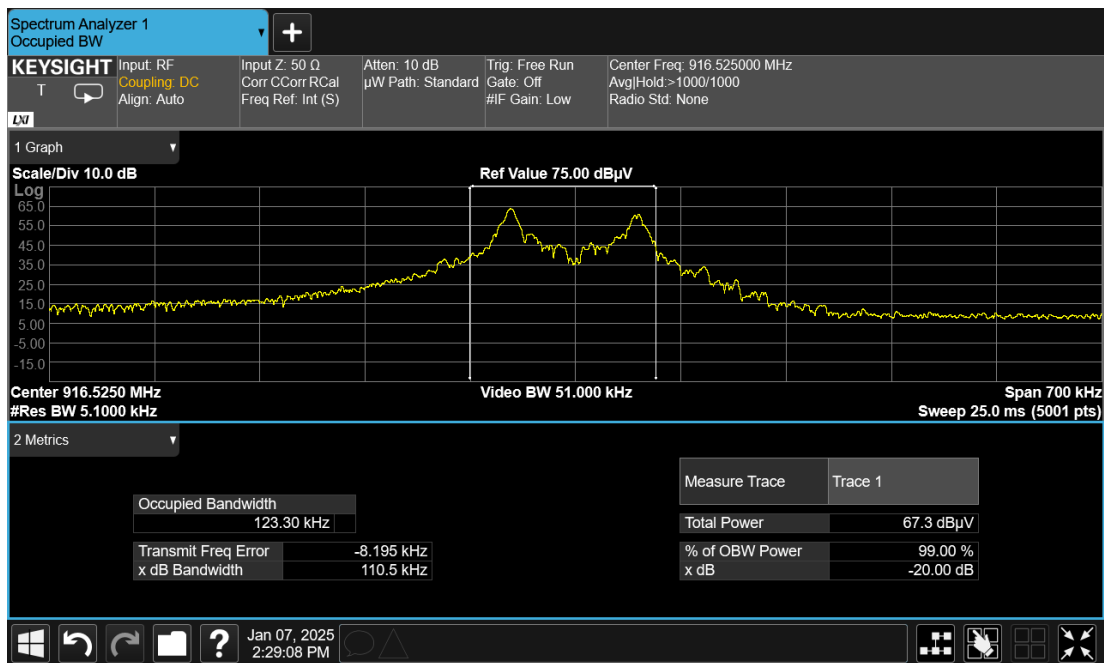 Spectrum Analyzer 1
Occupied BW
KEYSIGHT
T
LXI
Input: RF
Coupling: DC
Align: Auto
Input Z: 50 Ω
Corr CCorr RCal
Freq Ref: Int (S)
Atten: 10 dB
µW Path: Standard
Trig: Free Run
Gate: Off
#IF Gain: Low
Center Freq: 916.525000 MHz
Avg|Hold:>1000/1000
Radio Std: None
1 Graph
Scale/Div 10.0 dB
Ref Value 75.00 dBµV
Log
65.0
55.0
45.0
35.0
25.0
15.0
5.00
-5.00
-15.0
Center 916.5250 MHz
Video BW 51.000 kHz
Span 700 kHz
#Res BW 5.1000 kHz
Sweep 25.0 ms (5001 pts)
2 Metrics
Occupied Bandwidth
123.30 kHz
Transmit Freq Error -8.195 kHz
x dB Bandwidth 110.5 kHz
Measure Trace Trace 1
Total Power 67.3 dBµV
% of OBW Power 99.00 %
x dB -20.00 dB
?
Jan 07, 2025
2:29:08 PM